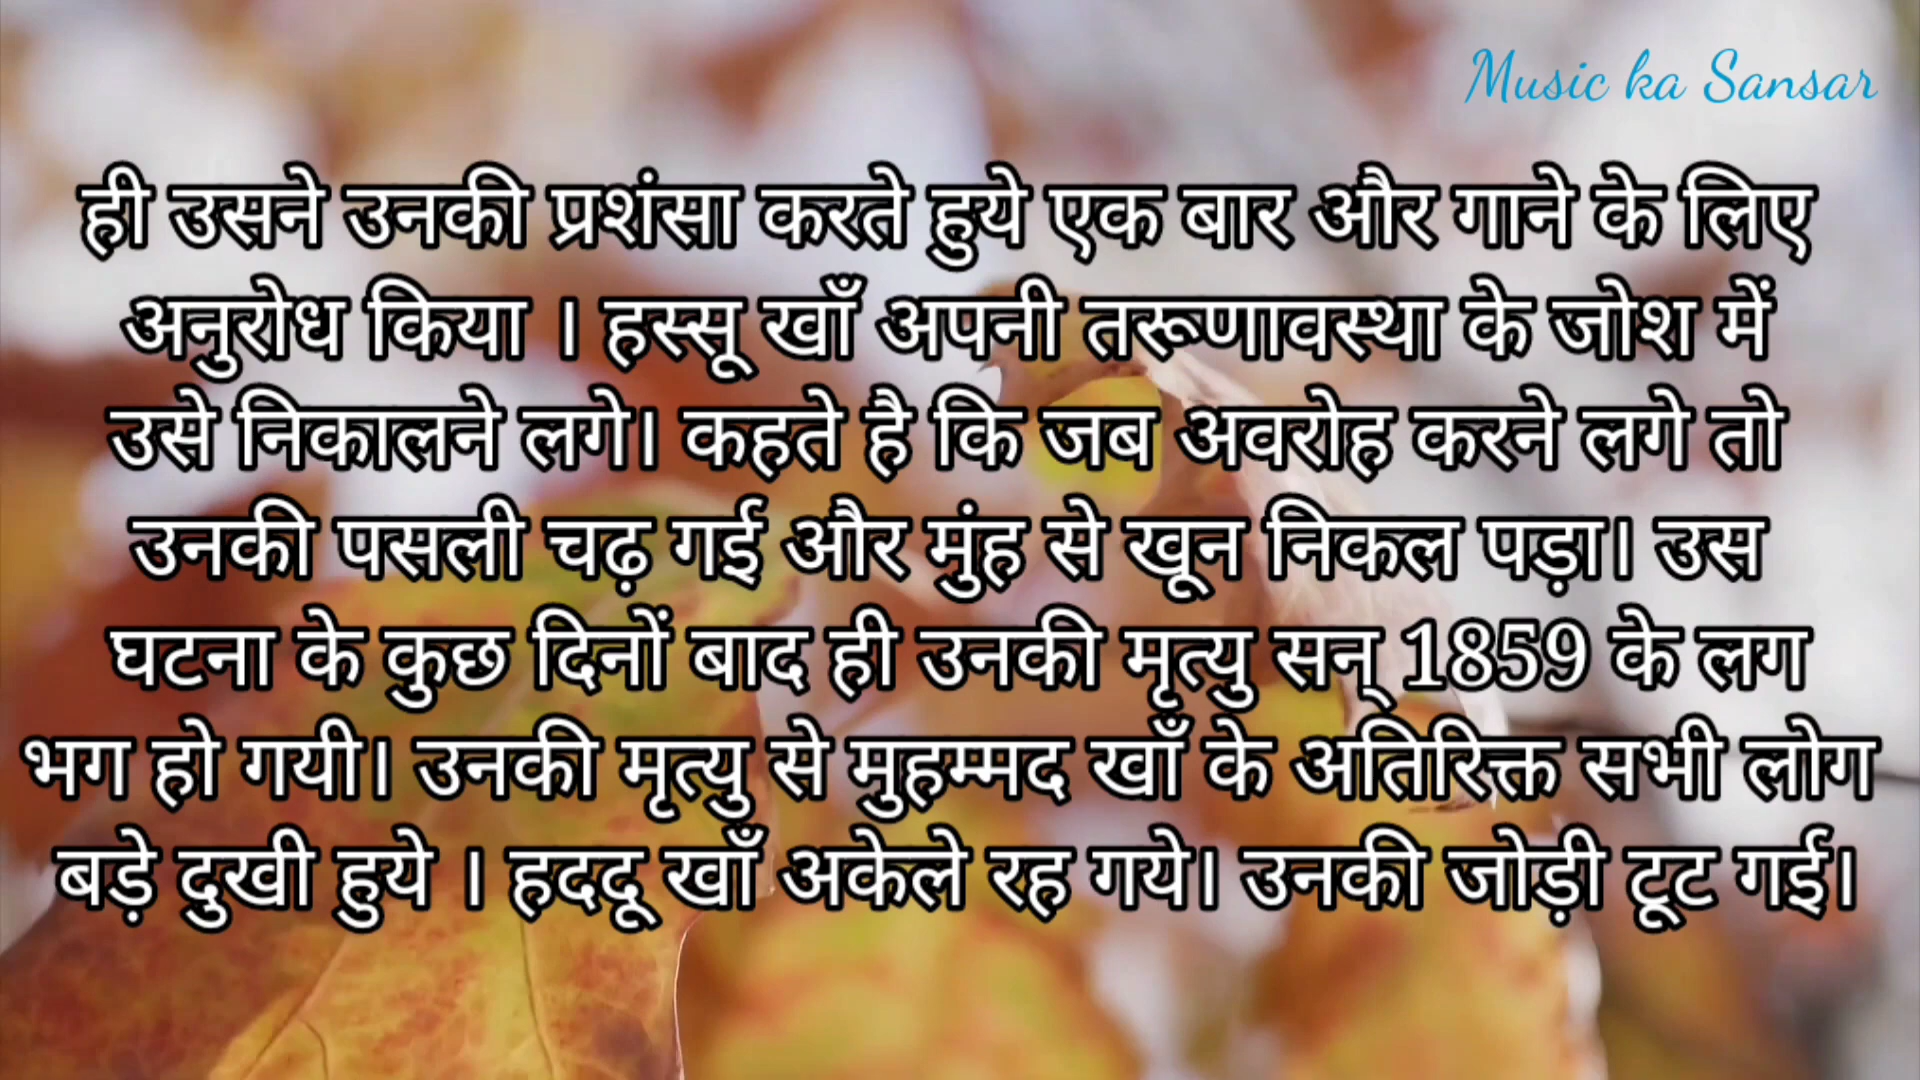 Music ka Sansar
ही उसने उनकी प्रशंसा करते हुये एक बार और गाने के लिए
अनुरोध किया । हस्सू खाँ अपनी तरूणावस्था के जोश में
उसे निकालने लगे। कहते है कि जब अवरोह करने लगे तो
उनकी पसली चढ़ गई और मुंह से खून निकल पड़ा। उस
घटना के कुछ दिनों बाद ही उनकी मृत्यु सन् 1859 के लग
भग हो गयी। उनकी मृत्यु से मुहम्मद खाँ के अतिरिक्त सभी लोग
बड़े दुखी हुये । हददू खाँ अकेले रह गये। उनकी जोड़ी टूट गई।